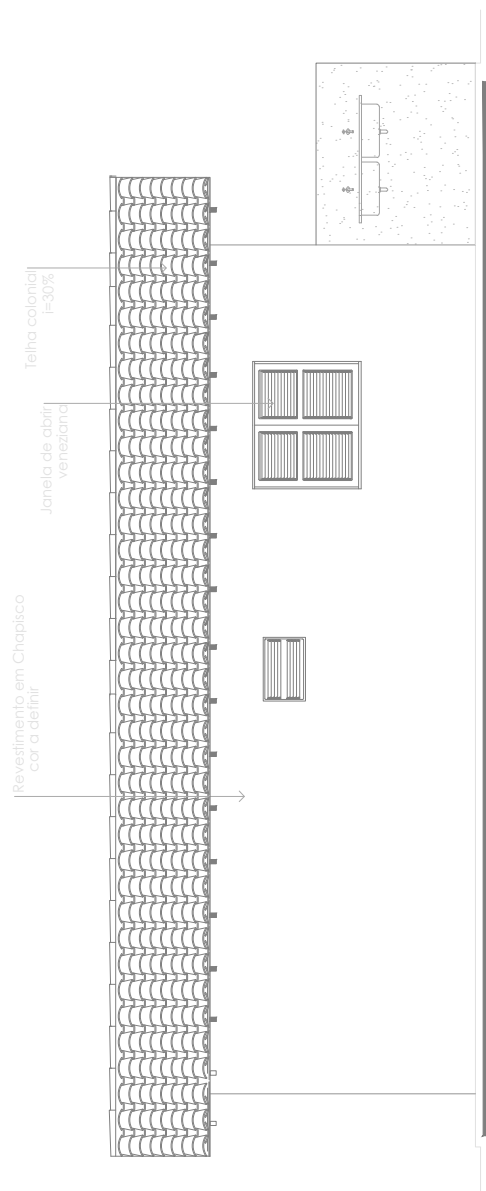 Telha colonial
i=30%
Janela de abrir
veneziana
Revestimento em Chapisco
cor a definir